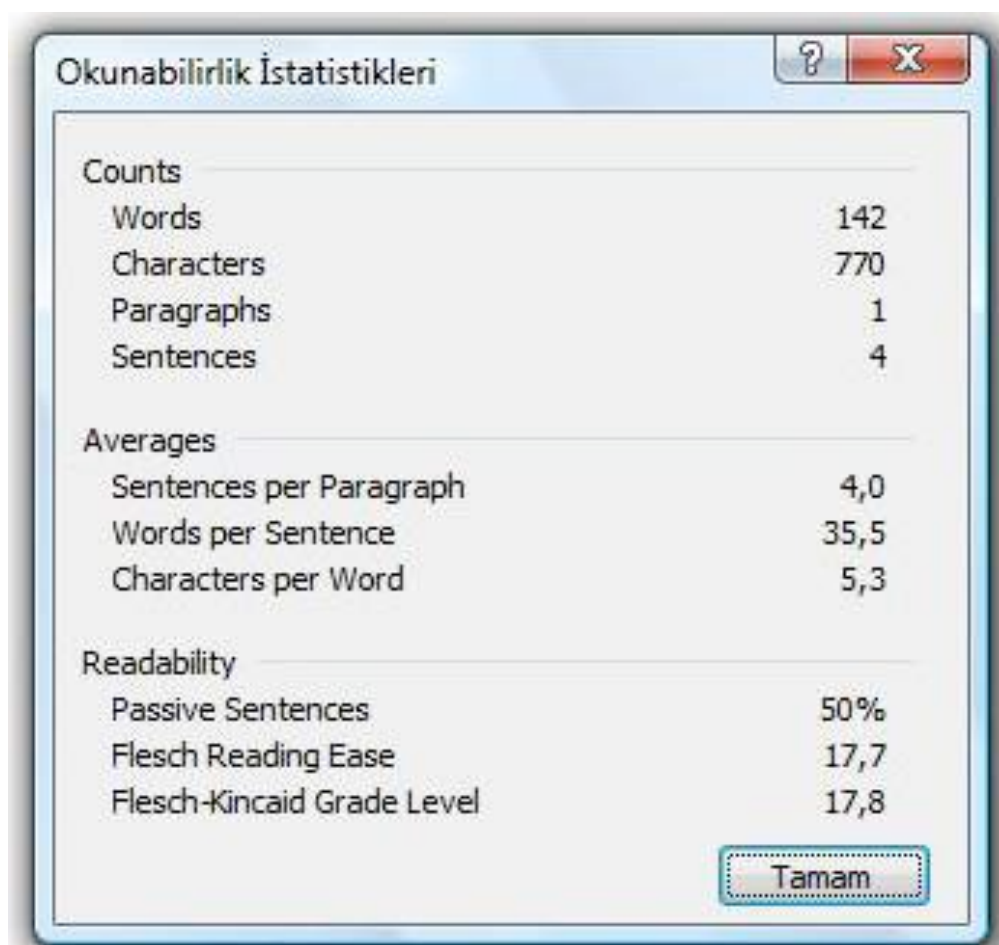 Okunabilirlik İstatistikleri
Counts
Words 142
Characters 770
Paragraphs 1
Sentences 4
Averages
Sentences per Paragraph 4,0
Words per Sentence 35,5
Characters per Word 5,3
Readability
Passive Sentences 50%
Flesch Reading Ease 17,7
Flesch-Kincaid Grade Level 17,8
Tamam